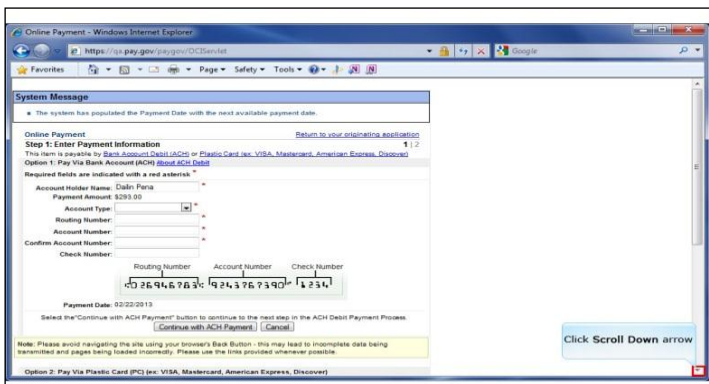 Online Payment - Windows Internet Explorer
https://qa.pay.gov/paygov/OCIServlet
Google
Favorites Page Safety Tools
System Message
The system has populated the Payment Date with the next available payment date.
Online Payment Return to your originating application
Step 1: Enter Payment Information 1 | 2
This item is payable by Bank Account Debit (ACH) or Plastic Card (ex: VISA, Mastercard, American Express, Discover)
Option 1: Pay Via Bank Account (ACH) About ACH Debit
Required fields are indicated with a red asterisk *
Account Holder Name: Dailin Pena *
Payment Amount: $293.00
Account Type: *
Routing Number: *
Account Number: *
Confirm Account Number: *
Check Number:
Routing Number Account Number Check Number
026946783 9243767390 1234
Payment Date: 02/22/2013
Select the "Continue with ACH Payment" button to continue to the next step in the ACH Debit Payment Process.
Continue with ACH Payment Cancel
Note: Please avoid navigating the site using your browser's Back Button - this may lead to incomplete data being
transmitted and pages being loaded incorrectly. Please use the links provided whenever possible.
Click Scroll Down arrow
Option 2: Pay Via Plastic Card (PC) (ex: VISA, Mastercard, American Express, Discover)